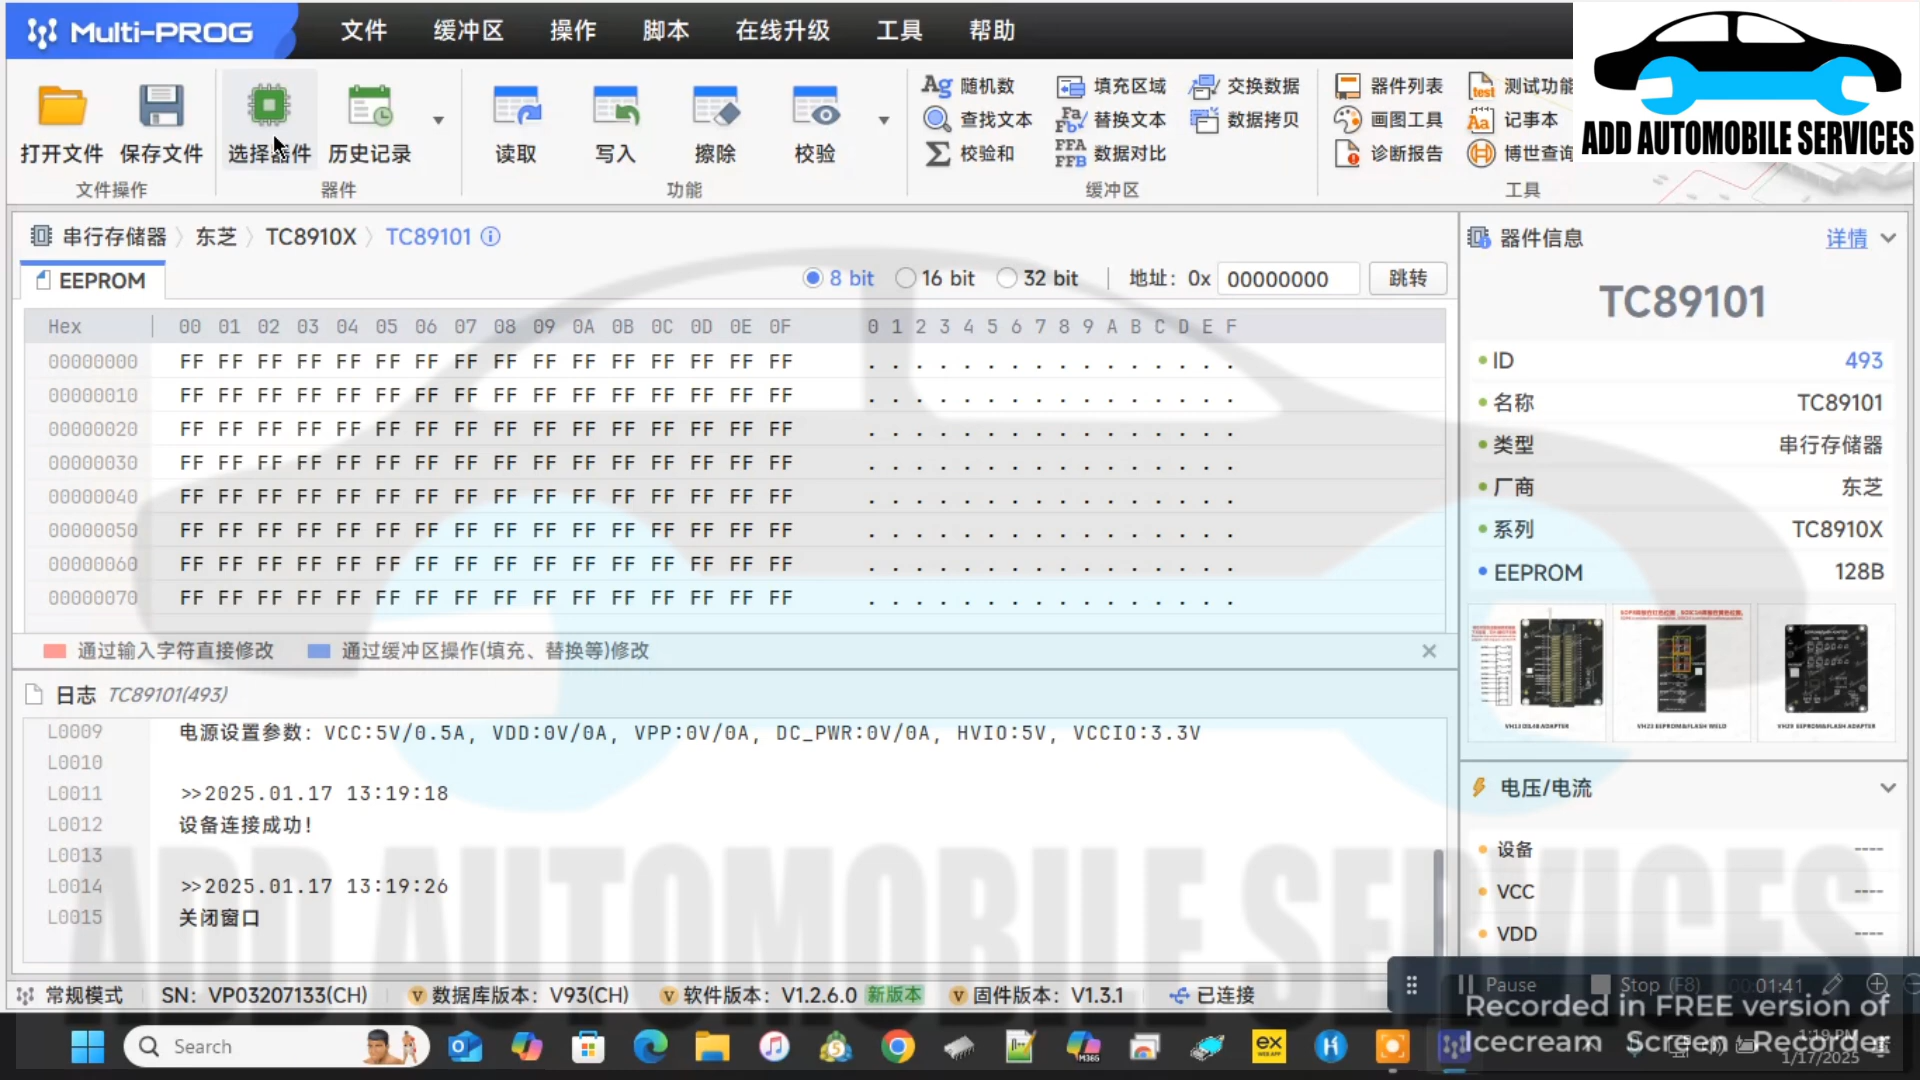 Multi-PROG 文件 缓冲区 操作 脚本 在线升级 工具 帮助
打开文件 保存文件 选择器件 历史记录 读取 写入 擦除 校验
文件操作 器件 功能 缓冲区 工具
随机数 填充区域 交换数据 器件列表 测试功能
查找文本 替换文本 数据拷贝 画图工具 记事本
校验和 数据对比 诊断报告 博世查询
ADD AUTOMOBILE SERVICES
串行存储器 东芝 TC8910X TC89101
EEPROM 8 bit 16 bit 32 bit 地址: 0x 00000000 跳转
Hex 00 01 02 03 04 05 06 07 08 09 0A 0B 0C 0D 0E 0F 0 1 2 3 4 5 6 7 8 9 A B C D E F
00000000 FF FF FF FF FF FF FF FF FF FF FF FF FF FF FF FF . . . . . . . . . . . . . . . .
00000010 FF FF FF FF FF FF FF FF FF FF FF FF FF FF FF FF . . . . . . . . . . . . . . . .
00000020 FF FF FF FF FF FF FF FF FF FF FF FF FF FF FF FF . . . . . . . . . . . . . . . .
00000030 FF FF FF FF FF FF FF FF FF FF FF FF FF FF FF FF . . . . . . . . . . . . . . . .
00000040 FF FF FF FF FF FF FF FF FF FF FF FF FF FF FF FF . . . . . . . . . . . . . . . .
00000050 FF FF FF FF FF FF FF FF FF FF FF FF FF FF FF FF . . . . . . . . . . . . . . . .
00000060 FF FF FF FF FF FF FF FF FF FF FF FF FF FF FF FF . . . . . . . . . . . . . . . .
00000070 FF FF FF FF FF FF FF FF FF FF FF FF FF FF FF FF . . . . . . . . . . . . . . . .
通过输入字符直接修改 通过缓冲区操作(填充、替换等)修改
日志 TC89101(493)
L0009 电源设置参数: VCC:5V/0.5A, VDD:0V/0A, VPP:0V/0A, DC_PWR:0V/0A, HVIO:5V, VCCIO:3.3V
L0010
L0011 >>2025.01.17 13:19:18
L0012 设备连接成功!
L0013
L0014 >>2025.01.17 13:19:26
L0015 关闭窗口
器件信息 详情
TC89101
ID 493
名称 TC89101
类型 串行存储器
厂商 东芝
系列 TC8910X
EEPROM 128B
VH29 EEPROM&FLASH ADAPTER
电压/电流
设备 ----
VCC ----
VDD ----
常规模式 SN: VP03207133(CH) 数据库版本: V93(CH) 软件版本: V1.2.6.0 新版本 固件版本: V1.3.1 已连接
Pause Stop (F8) 00:01:41
Recorded in FREE version of
Icecream Screen Recorder
Search
1:19 PM
1/17/2025
ADD AUTOMOBILE SERVICES